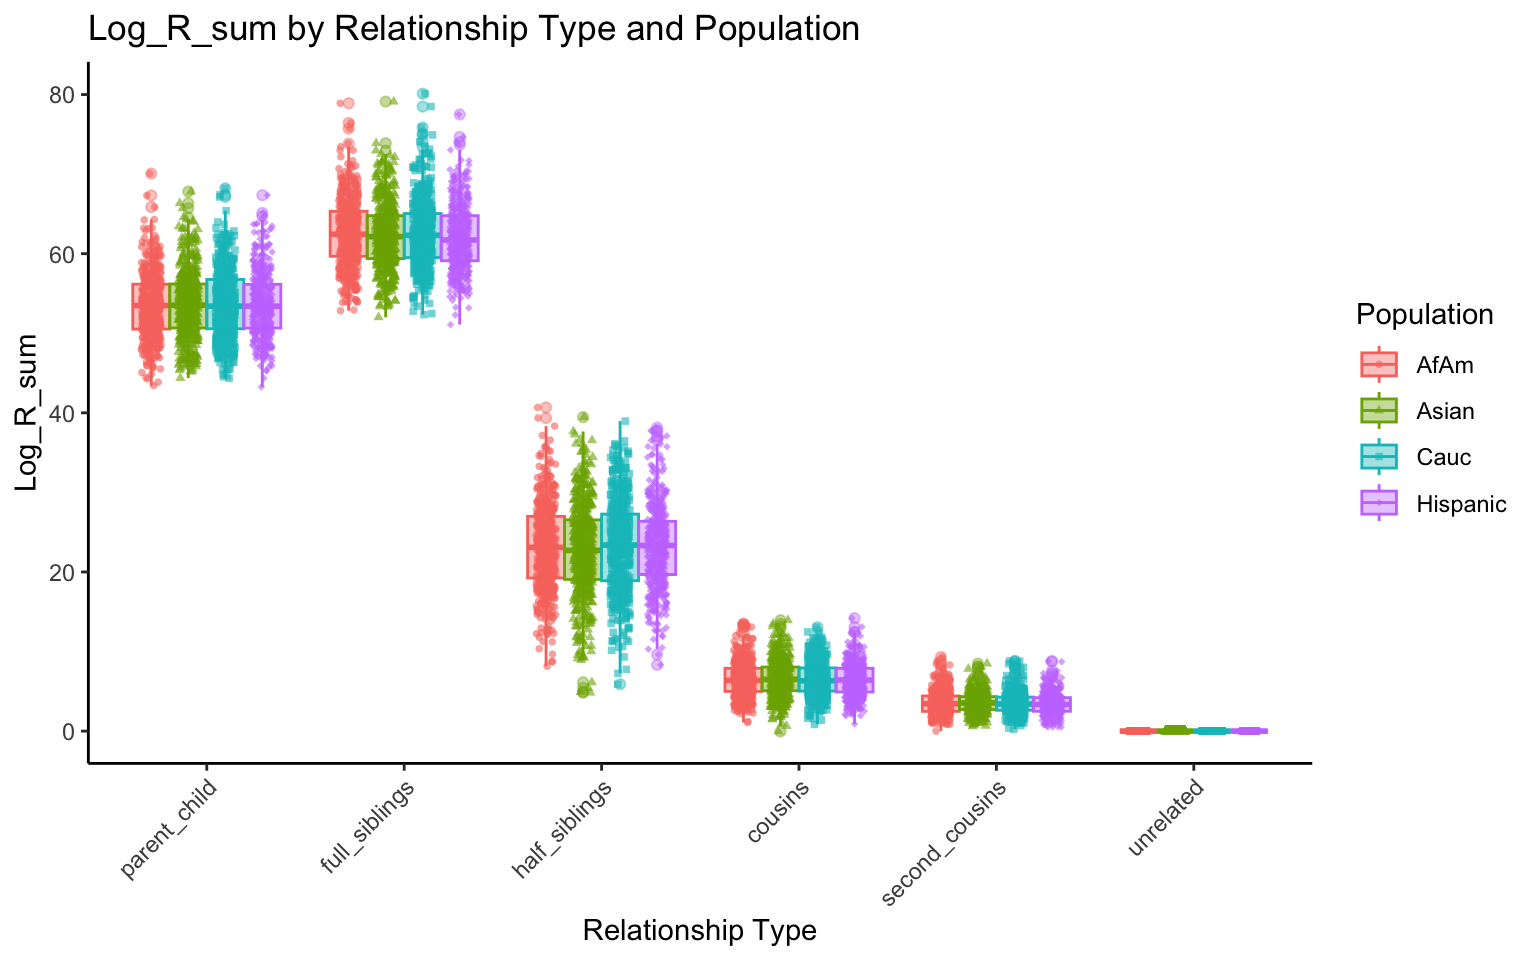 Log_R_sum by Relationship Type and Population
80
60
40
20
0
Log_R_sum
parent_child
full_siblings
half_siblings
cousins
second_cousins
unrelated
Relationship Type
Population
AfAm
Asian
Cauc
Hispanic